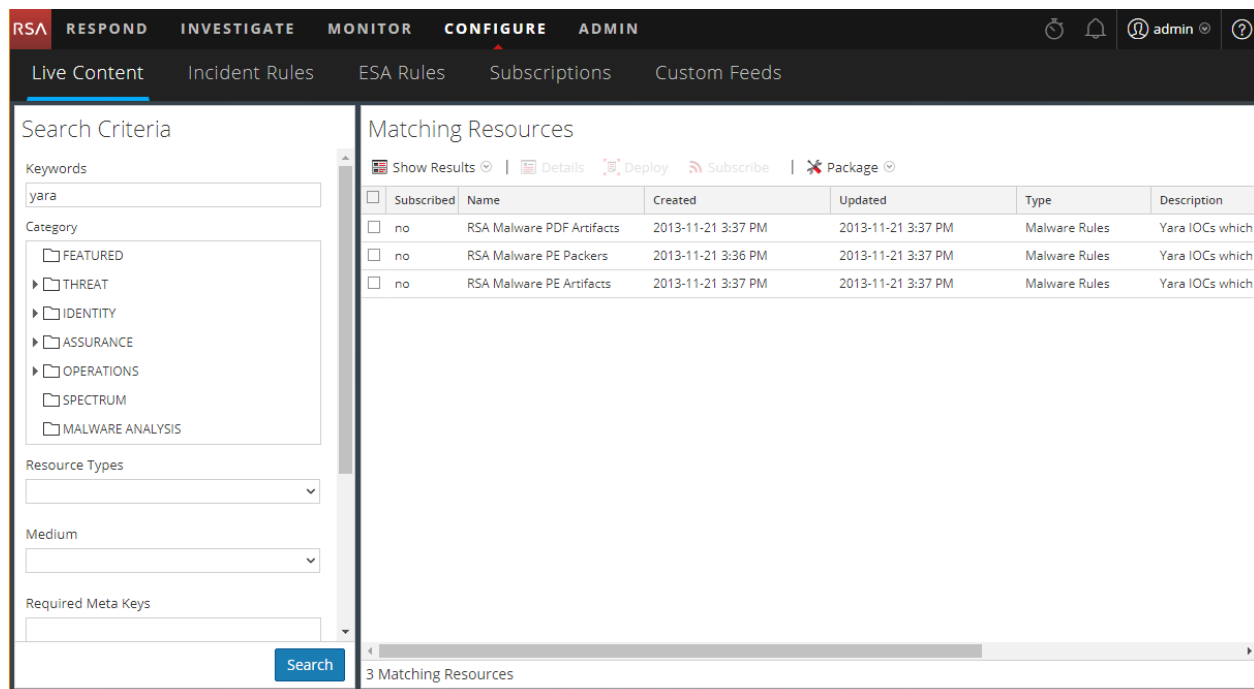 RSA RESPOND INVESTIGATE MONITOR CONFIGURE ADMIN admin
Live Content Incident Rules ESA Rules Subscriptions Custom Feeds
Search Criteria
Keywords
yara
Category
FEATURED
THREAT
IDENTITY
ASSURANCE
OPERATIONS
SPECTRUM
MALWARE ANALYSIS
Resource Types
Medium
Required Meta Keys
Search
Matching Resources
Show Results | Details Deploy Subscribe | Package
Subscribed Name Created Updated Type Description
no RSA Malware PDF Artifacts 2013-11-21 3:37 PM 2013-11-21 3:37 PM Malware Rules Yara IOCs which
no RSA Malware PE Packers 2013-11-21 3:36 PM 2013-11-21 3:37 PM Malware Rules Yara IOCs which
no RSA Malware PE Artifacts 2013-11-21 3:37 PM 2013-11-21 3:37 PM Malware Rules Yara IOCs which
3 Matching Resources